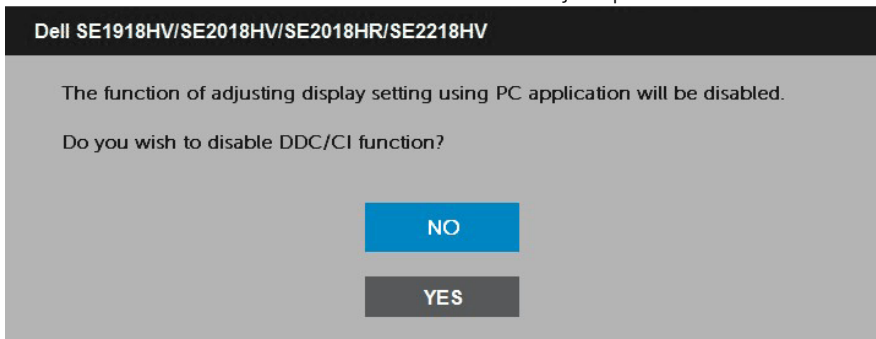 Dell SE1918HV/SE2018HV/SE2018HR/SE2218HV
The function of adjusting display setting using PC application will be disabled.
Do you wish to disable DDC/CI function?
NO
YES